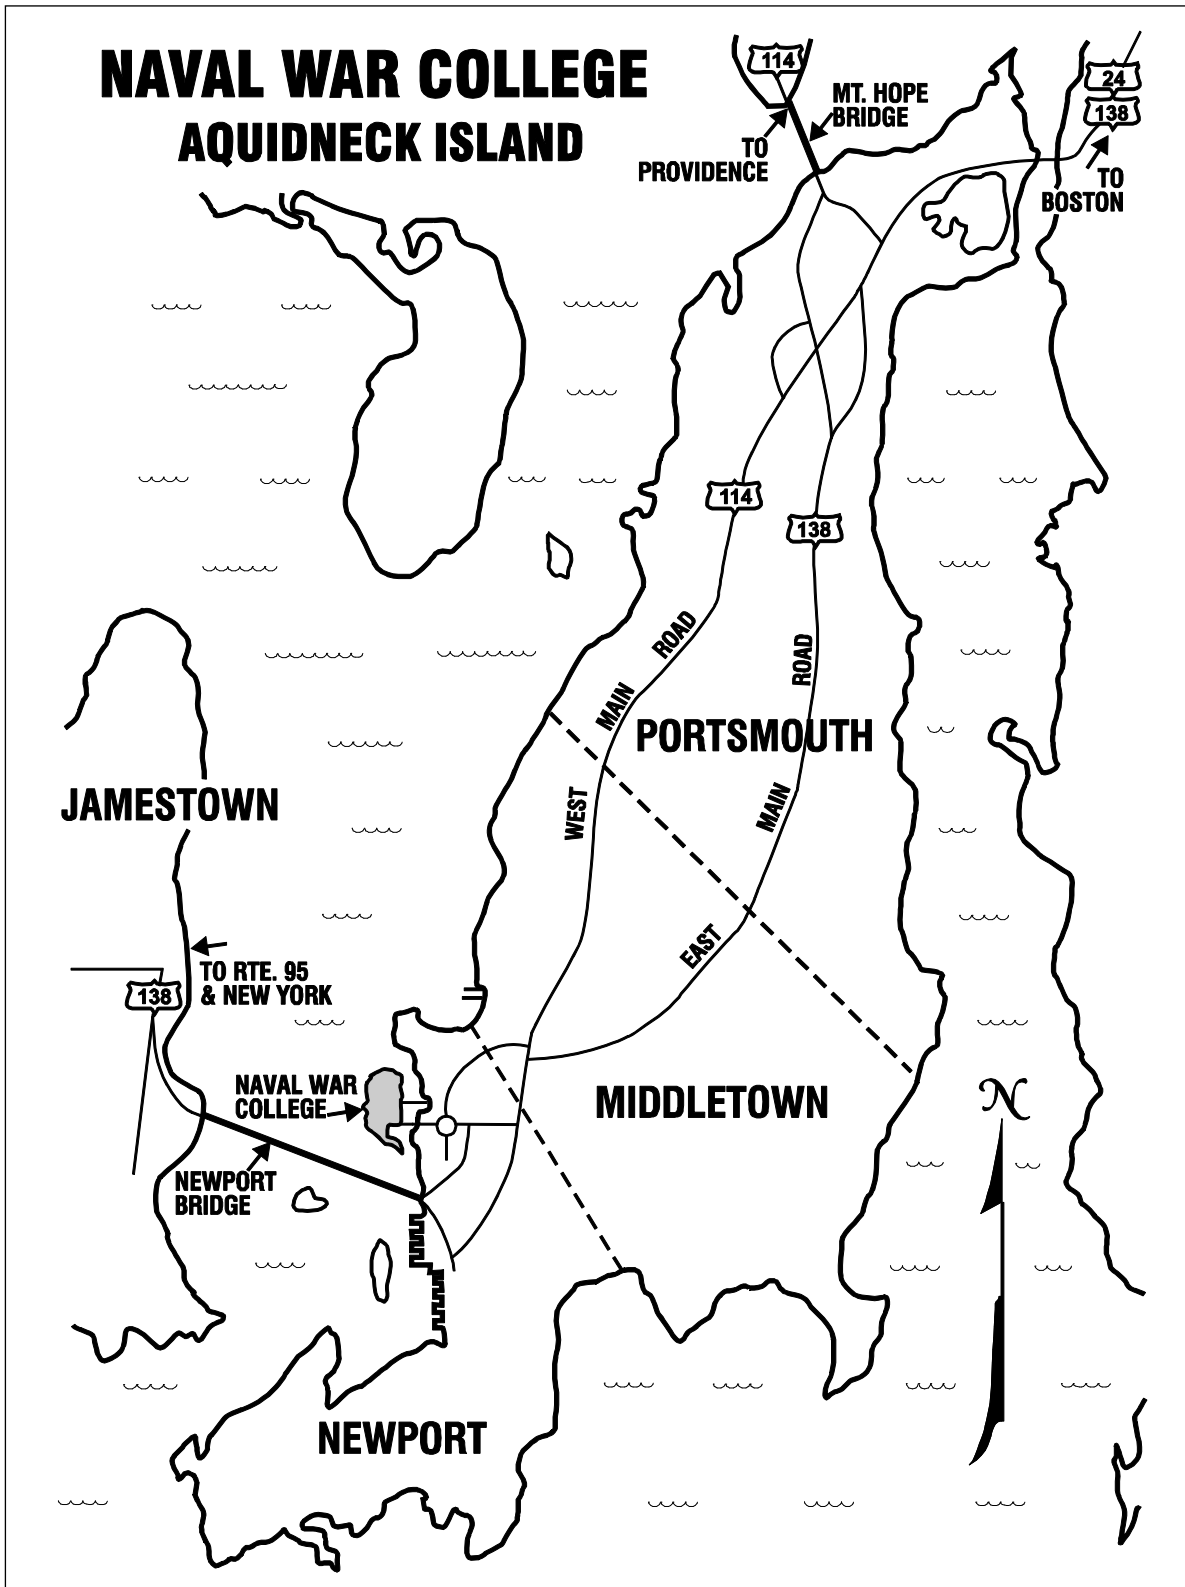 NAVAL WAR COLLEGE
AQUIDNECK ISLAND
114
MT. HOPE
BRIDGE
TO
PROVIDENCE
24
138
TO
BOSTON
114
138
ROAD
MAIN
WEST
ROAD
MAIN
EAST
PORTSMOUTH
JAMESTOWN
TO RTE. 95
& NEW YORK
138
NAVAL WAR
COLLEGE
MIDDLETOWN
N
NEWPORT
BRIDGE
NEWPORT